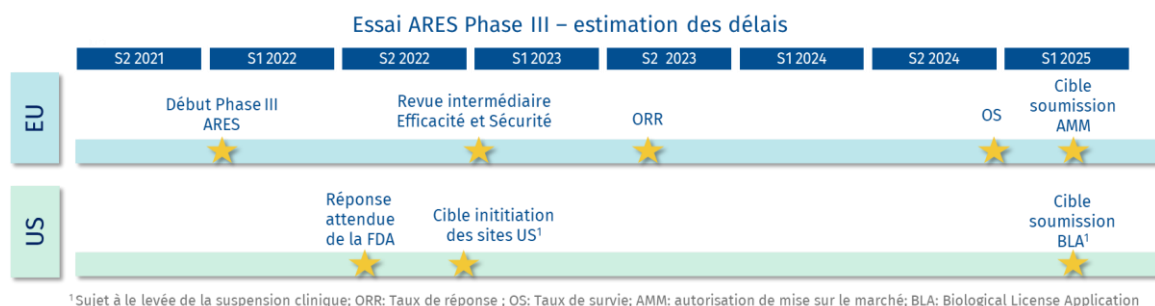 Essai ARES Phase III – estimation des délais
S2 2021 S1 2022 S2 2022 S1 2023 S2 2023 S1 2024 S2 2024 S1 2025
EU
Début Phase III
ARES
Revue intermédiaire
Efficacité et Sécurité
ORR
OS
Cible
soumission
AMM
US
Réponse
attendue
de la FDA
Cible inititiation
des sites US¹
Cible
soumission
BLA¹
¹ Sujet à le levée de la suspension clinique; ORR: Taux de réponse ; OS: Taux de survie; AMM: autorisation de mise sur le marché; BLA: Biological License Application